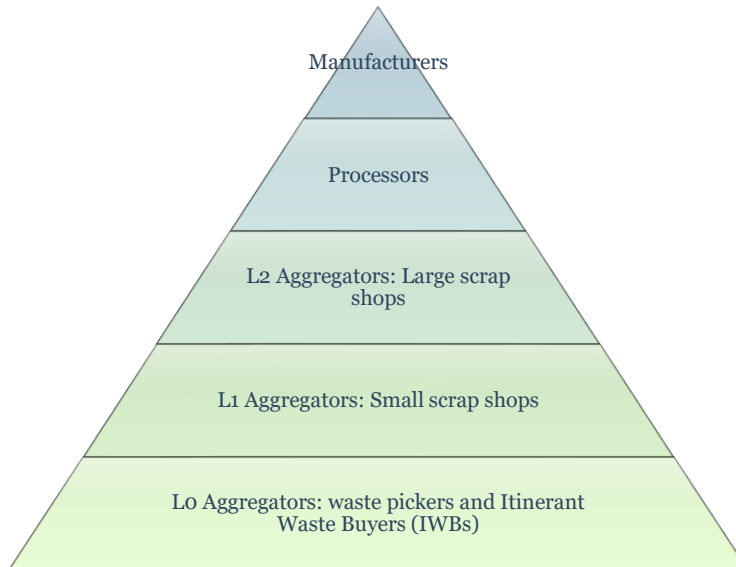 Manufacturers
Processors
L2 Aggregators: Large scrap
shops
L1 Aggregators: Small scrap shops
L0 Aggregators: waste pickers and Itinerant
Waste Buyers (IWBs)